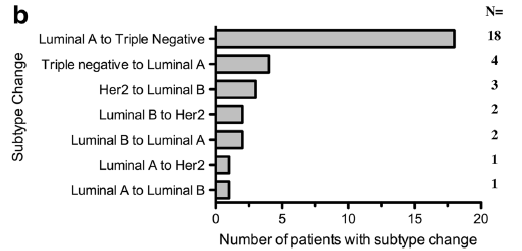 b
N=
Luminal A to Triple Negative 18
Triple negative to Luminal A 4
Her2 to Luminal B 3
Luminal B to Her2 2
Luminal B to Luminal A 2
Luminal A to Her2 1
Luminal A to Luminal B 1
Subtype Change
0 5 10 15 20
Number of patients with subtype change